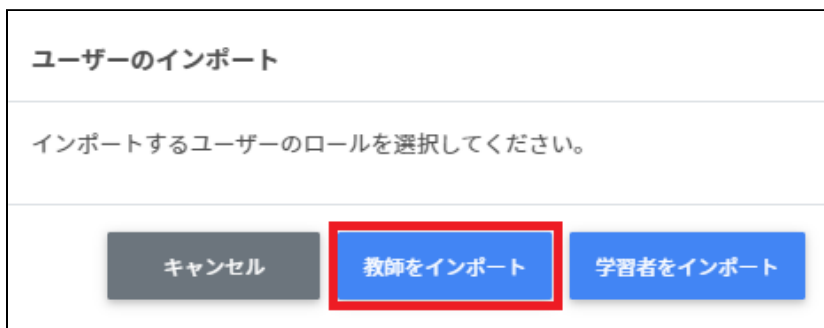 ユーザーのインポート
インポートするユーザーのロールを選択してください。
キャンセル 教師をインポート 学習者をインポート